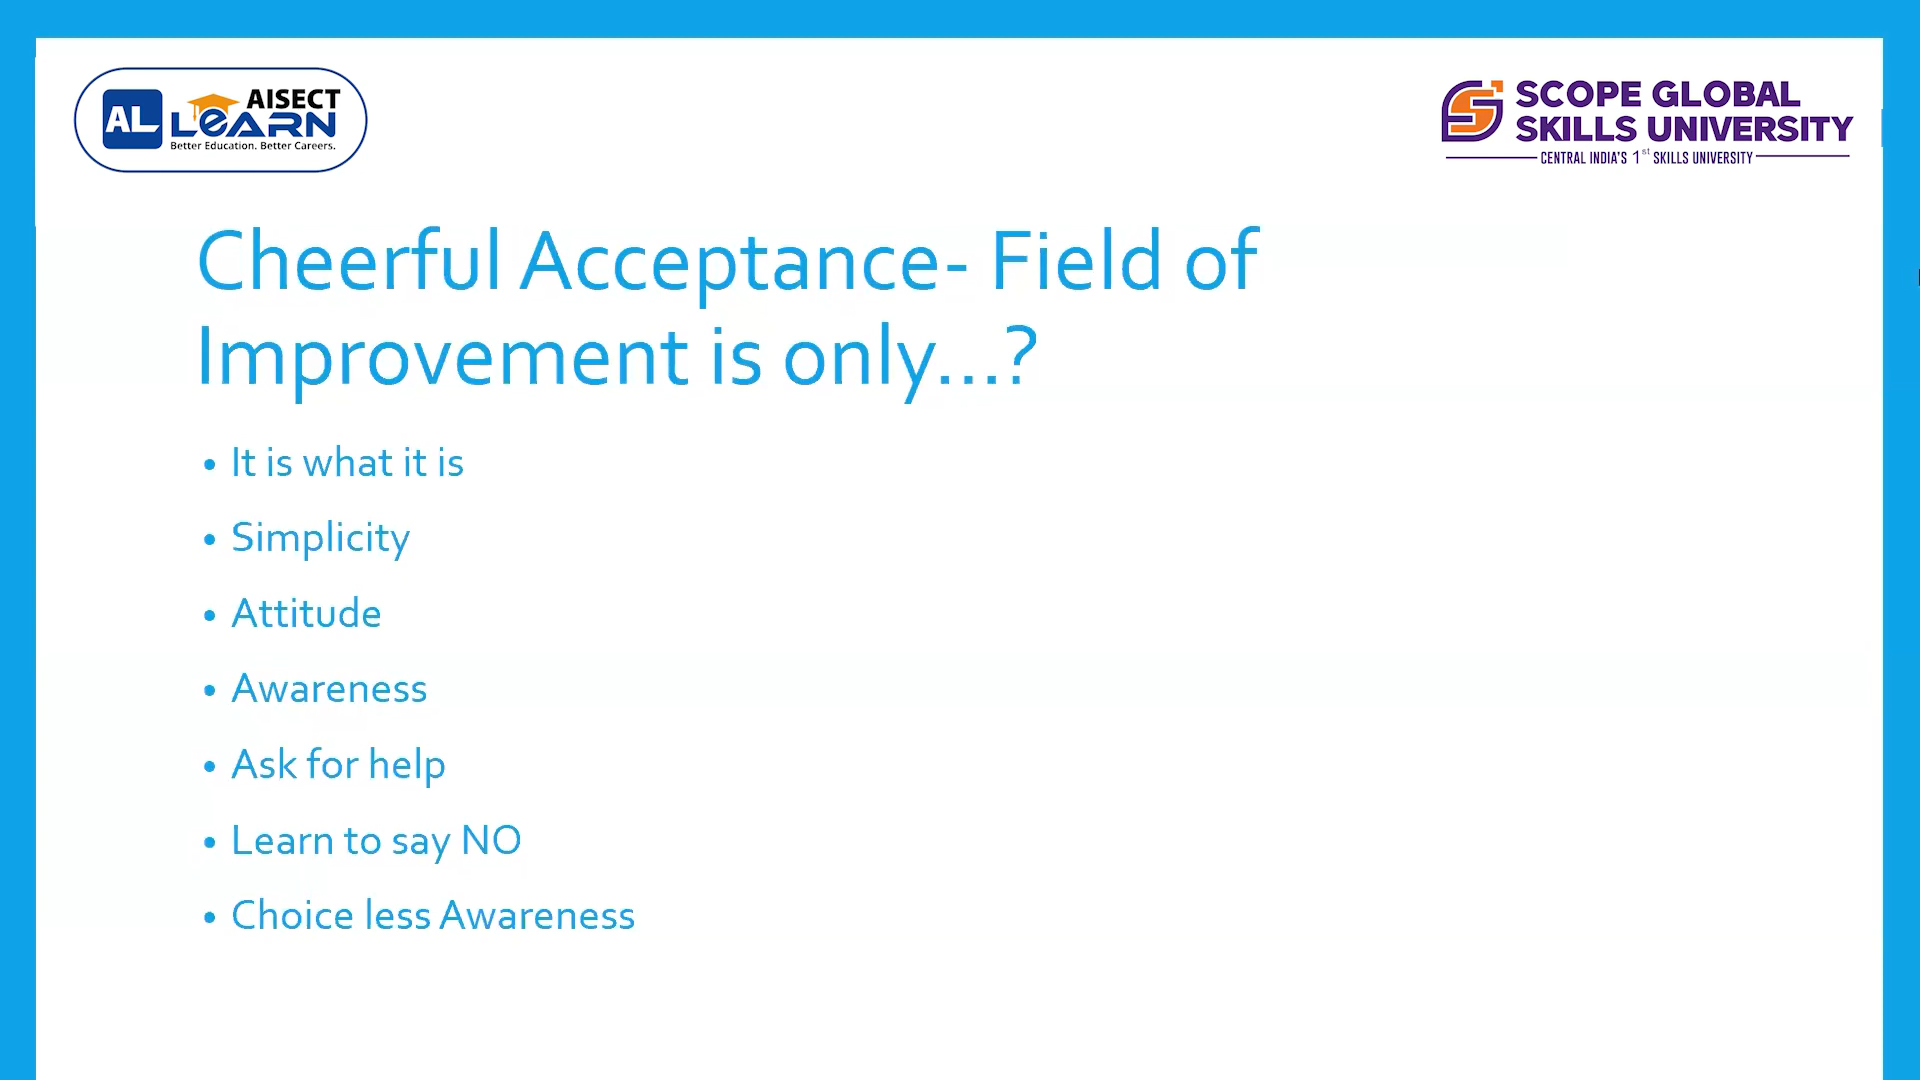 AL AISECT
LEARN
Better Education. Better Careers.
SCOPE GLOBAL
SKILLS UNIVERSITY
CENTRAL INDIA'S 1st SKILLS UNIVERSITY
Cheerful Acceptance- Field of
Improvement is only...?
• It is what it is
• Simplicity
• Attitude
• Awareness
• Ask for help
• Learn to say NO
• Choice less Awareness